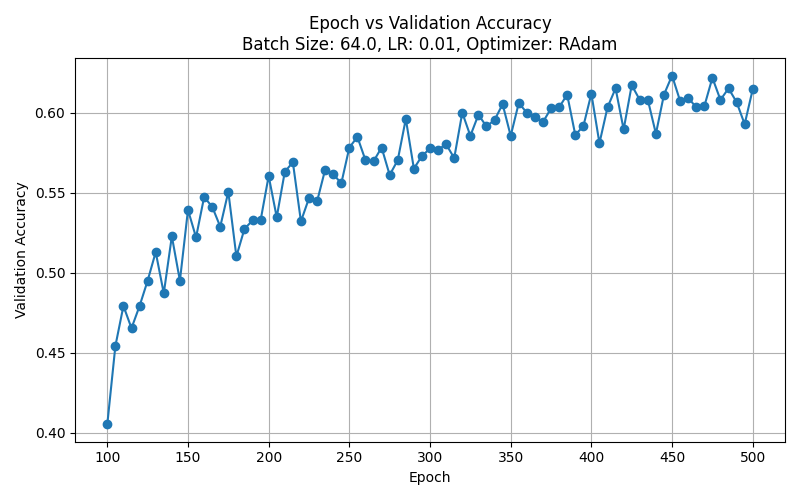 Epoch vs Validation Accuracy
Batch Size: 64.0, LR: 0.01, Optimizer: RAdam
0.60
0.55
0.50
0.45
0.40
Validation Accuracy
100 150 200 250 300 350 400 450 500
Epoch